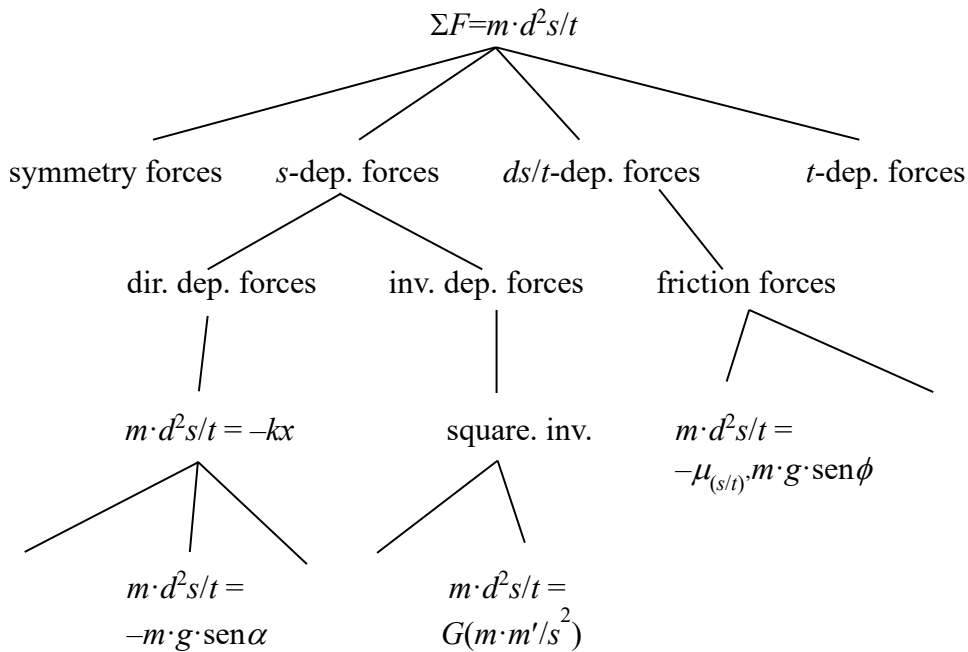 ΣF=m·d²s/t
symmetry forces s-dep. forces ds/t-dep. forces t-dep. forces
dir. dep. forces inv. dep. forces friction forces
m·d²s/t = –kx square. inv. m·d²s/t =
–μ₍s/t₎,m·g·senϕ
m·d²s/t = m·d²s/t =
–m·g·senα G(m·m′/s²)